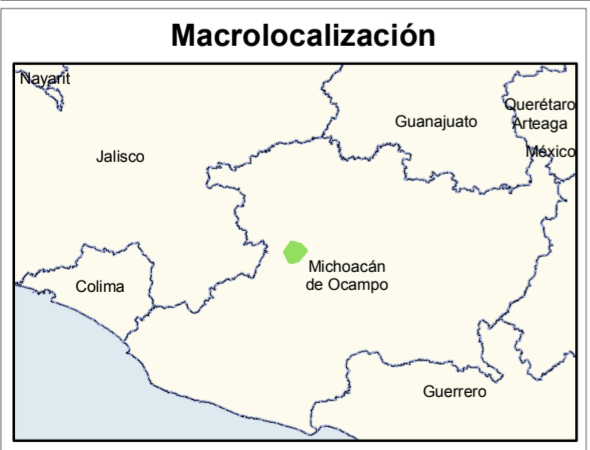 Macrolocalización
Nayarit
Querétaro
Arteaga
Guanajuato
México
Jalisco
Michoacán
de Ocampo
Colima
Guerrero